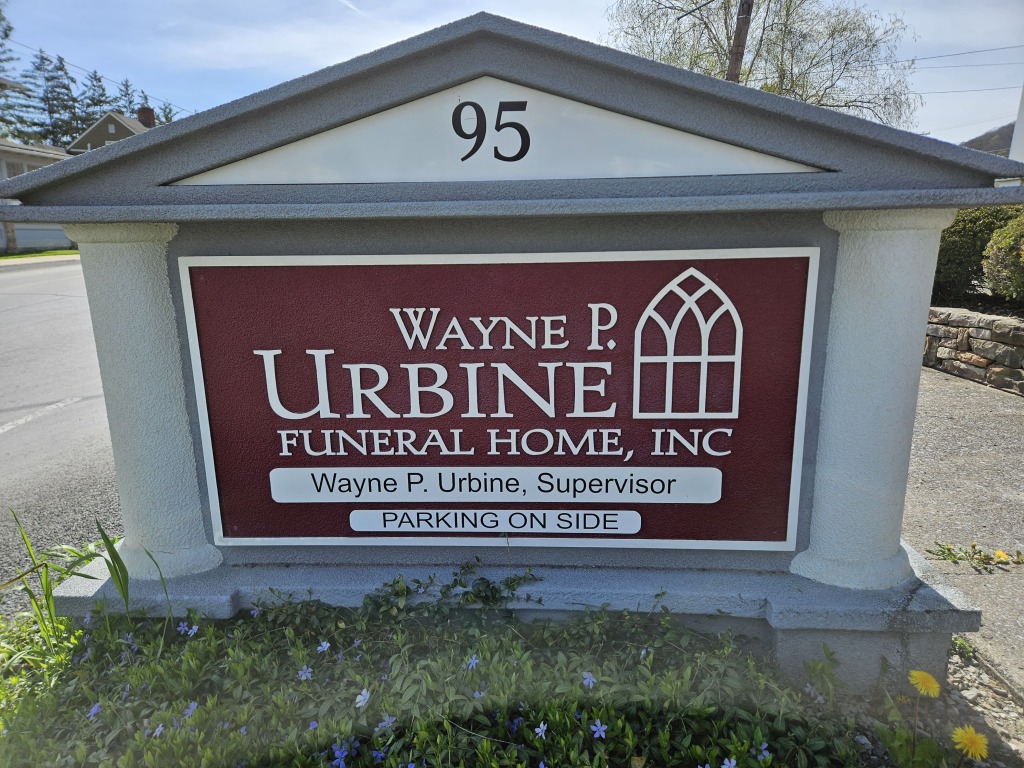 95
WAYNE P.
URBINE
FUNERAL HOME, INC
Wayne P. Urbine, Supervisor
PARKING ON SIDE